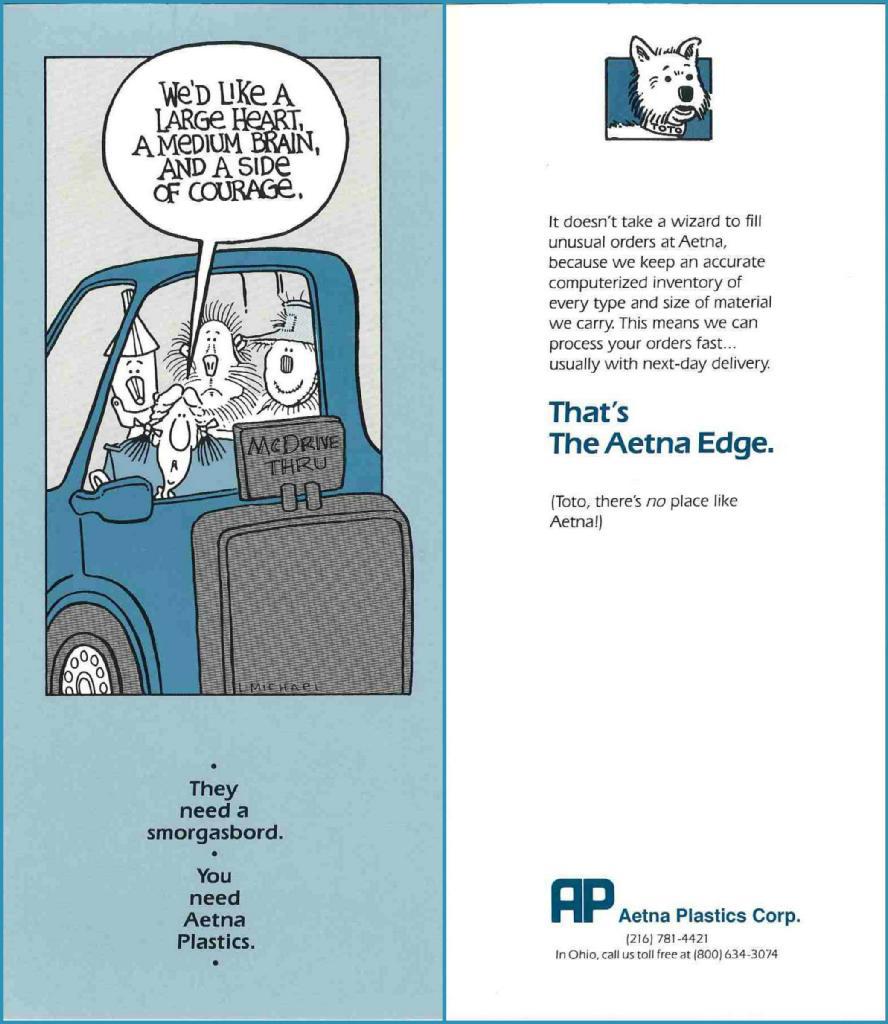 WE'D LIKE A
LARGE HEART,
A MEDIUM BRAIN,
AND A SIDE
OF COURAGE.
MCDRIVE
THRU
L MICHAEL
•
They
need a
smorgasbord.
•
You
need
Aetna
Plastics.
•
TOTO
It doesn't take a wizard to fill
unusual orders at Aetna,
because we keep an accurate
computerized inventory of
every type and size of material
we carry. This means we can
process your orders fast...
usually with next-day delivery.
That's
The Aetna Edge.
(Toto, there's no place like
Aetna!)
AP Aetna Plastics Corp.
(216) 781-4421
In Ohio, call us toll free at (800) 634-3074